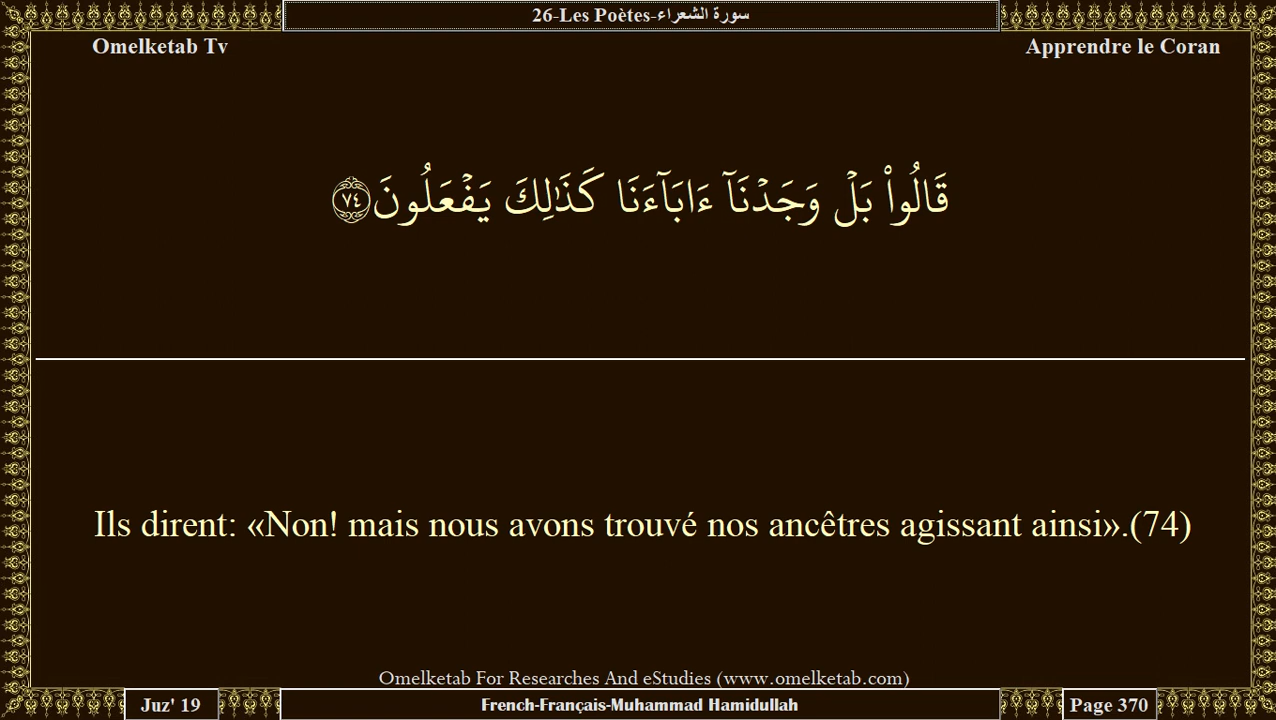 26-Les Poètes-سورة الشعراء
Omelketab Tv
Apprendre le Coran
قَالُوا۟ بَلْ وَجَدْنَآ ءَابَآءَنَا كَذَٰلِكَ يَفْعَلُونَ ٧٤
Ils dirent: «Non! mais nous avons trouvé nos ancêtres agissant ainsi».(74)
Omelketab For Researches And eStudies (www.omelketab.com)
Juz' 19
French-Français-Muhammad Hamidullah
Page 370